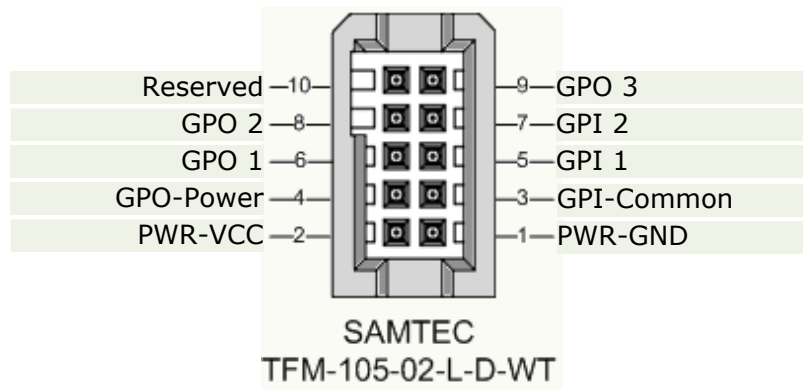 Reserved 10 9 GPO 3
GPO 2 8 7 GPI 2
GPO 1 6 5 GPI 1
GPO-Power 4 3 GPI-Common
PWR-VCC 2 1 PWR-GND
SAMTEC
TFM-105-02-L-D-WT